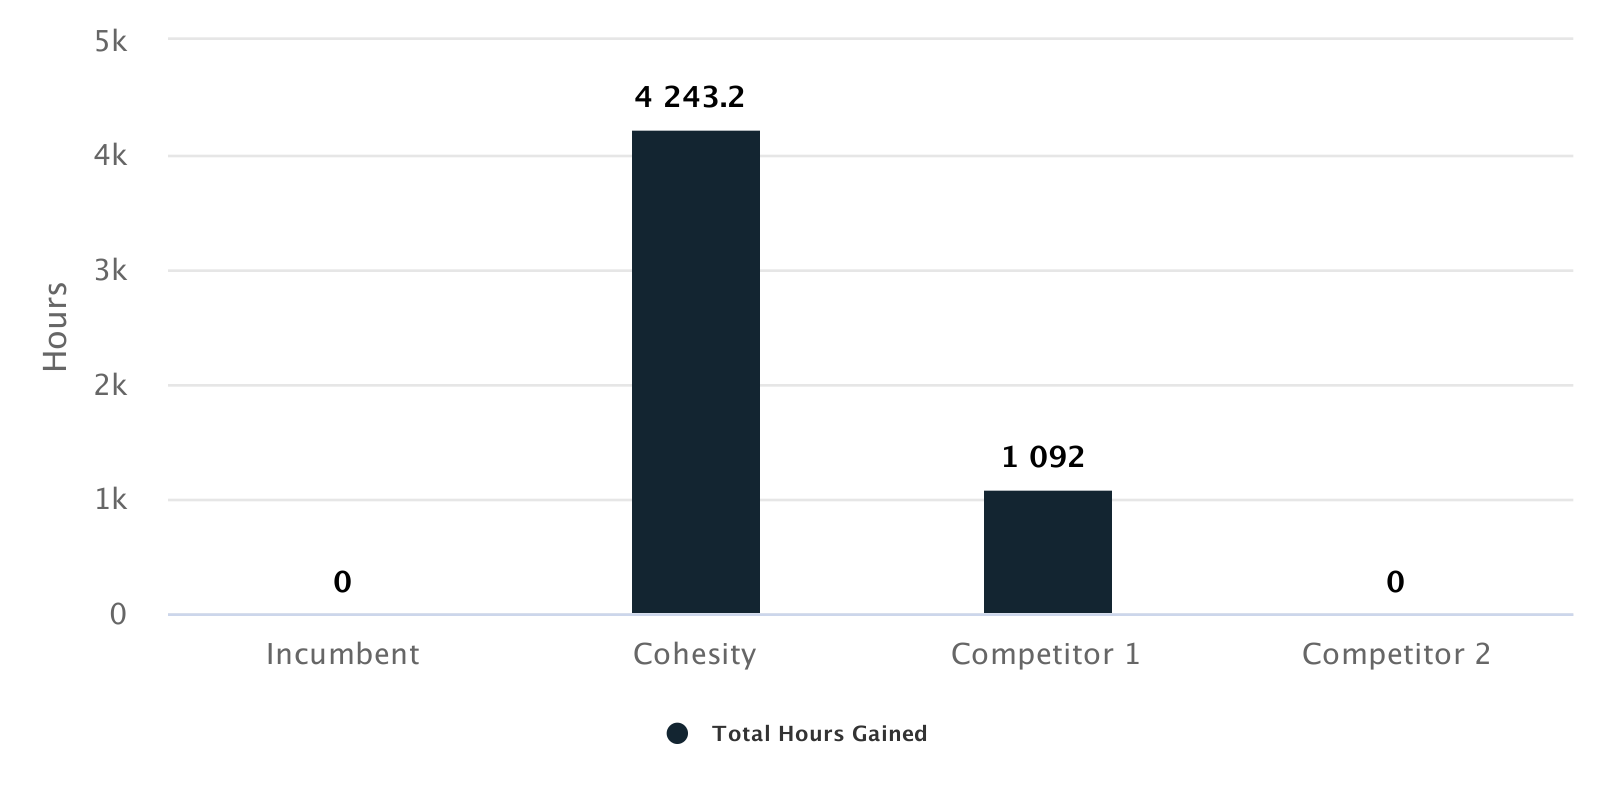 5k
4 243.2
4k
3k
Hours
2k
1 092
1k
0
0
0
Incumbent
Cohesity
Competitor 1
Competitor 2
Total Hours Gained